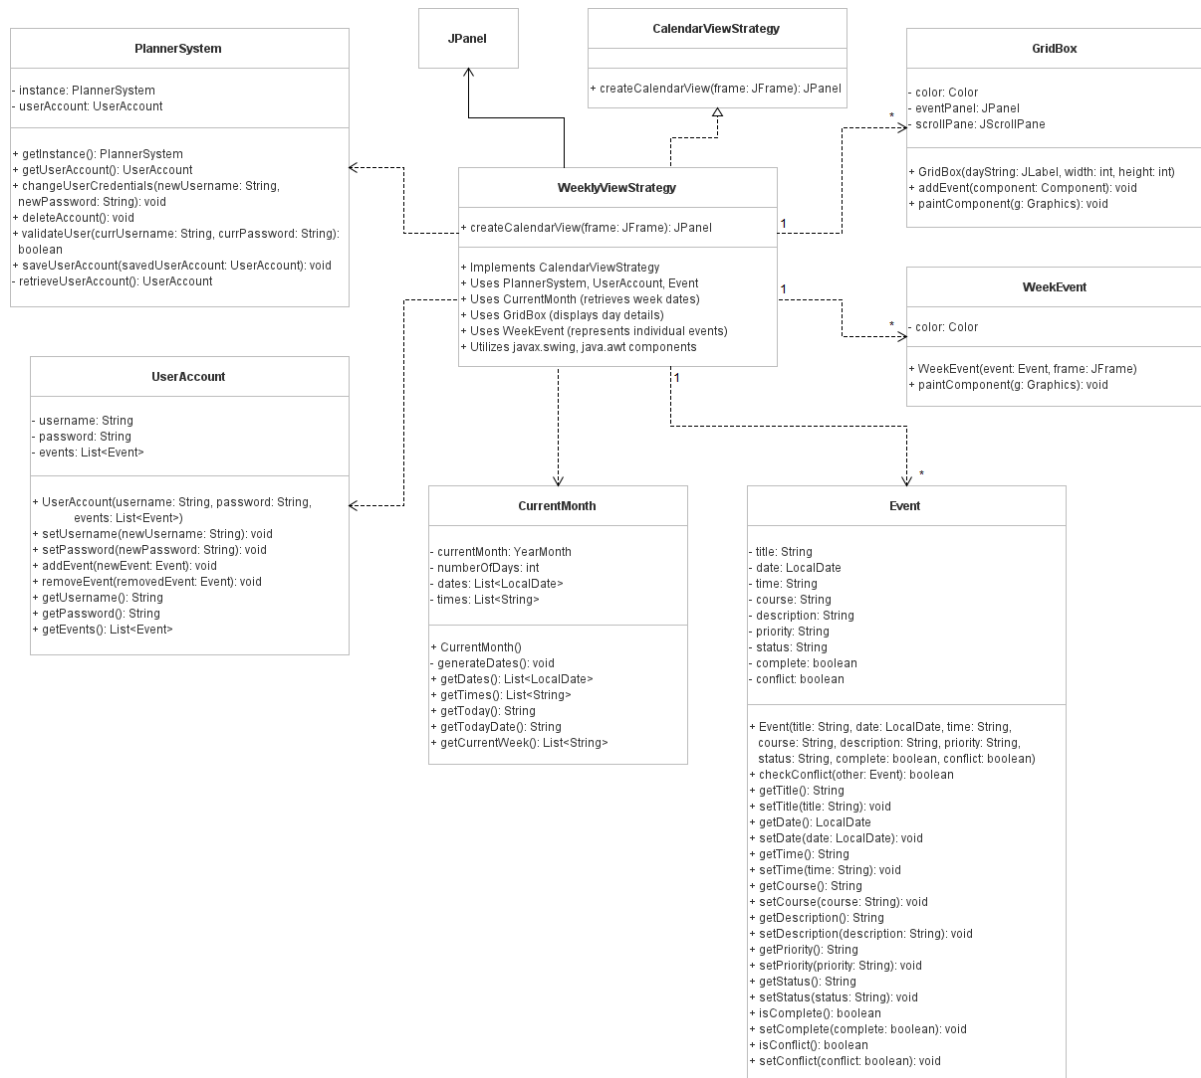 PlannerSystem
- instance: PlannerSystem
- userAccount: UserAccount
+ getInstance(): PlannerSystem
+ getUserAccount(): UserAccount
+ changeUserCredentials(newUsername: String,
newPassword: String): void
+ deleteAccount(): void
+ validateUser(currUsername: String, currPassword: String):
boolean
+ saveUserAccount(savedUserAccount: UserAccount): void
- retrieveUserAccount(): UserAccount
JPanel
CalendarViewStrategy
+ createCalendarView(frame: JFrame): JPanel
GridBox
- color: Color
- eventPanel: JPanel
- scrollPane: JScrollPane
+ GridBox(dayString: JLabel, width: int, height: int)
+ addEvent(component: Component): void
+ paintComponent(g: Graphics): void
*
1
WeeklyViewStrategy
+ createCalendarView(frame: JFrame): JPanel
+ Implements CalendarViewStrategy
+ Uses PlannerSystem, UserAccount, Event
+ Uses CurrentMonth (retrieves week dates)
+ Uses GridBox (displays day details)
+ Uses WeekEvent (represents individual events)
+ Utilizes javax.swing, java.awt components
1
*
1
WeekEvent
- color: Color
+ WeekEvent(event: Event, frame: JFrame)
+ paintComponent(g: Graphics): void
UserAccount
- username: String
- password: String
- events: List<Event>
+ UserAccount(username: String, password: String,
events: List<Event>)
+ setUsername(newUsername: String): void
+ setPassword(newPassword: String): void
+ addEvent(newEvent: Event): void
+ removeEvent(removedEvent: Event): void
+ getUsername(): String
+ getPassword(): String
+ getEvents(): List<Event>
CurrentMonth
- currentMonth: YearMonth
- numberOfDays: int
- dates: List<LocalDate>
- times: List<String>
+ CurrentMonth()
- generateDates(): void
+ getDates(): List<LocalDate>
+ getTimes(): List<String>
+ getToday(): String
+ getTodayDate(): String
+ getCurrentWeek(): List<String>
*
Event
- title: String
- date: LocalDate
- time: String
- course: String
- description: String
- priority: String
- status: String
- complete: boolean
- conflict: boolean
+ Event(title: String, date: LocalDate, time: String,
course: String, description: String, priority: String,
status: String, complete: boolean, conflict: boolean)
+ checkConflict(other: Event): boolean
+ getTitle(): String
+ setTitle(title: String): void
+ getDate(): LocalDate
+ setDate(date: LocalDate): void
+ getTime(): String
+ setTime(time: String): void
+ getCourse(): String
+ setCourse(course: String): void
+ getDescription(): String
+ setDescription(description: String): void
+ getPriority(): String
+ setPriority(priority: String): void
+ getStatus(): String
+ setStatus(status: String): void
+ isComplete(): boolean
+ setComplete(complete: boolean): void
+ isConflict(): boolean
+ setConflict(conflict: boolean): void